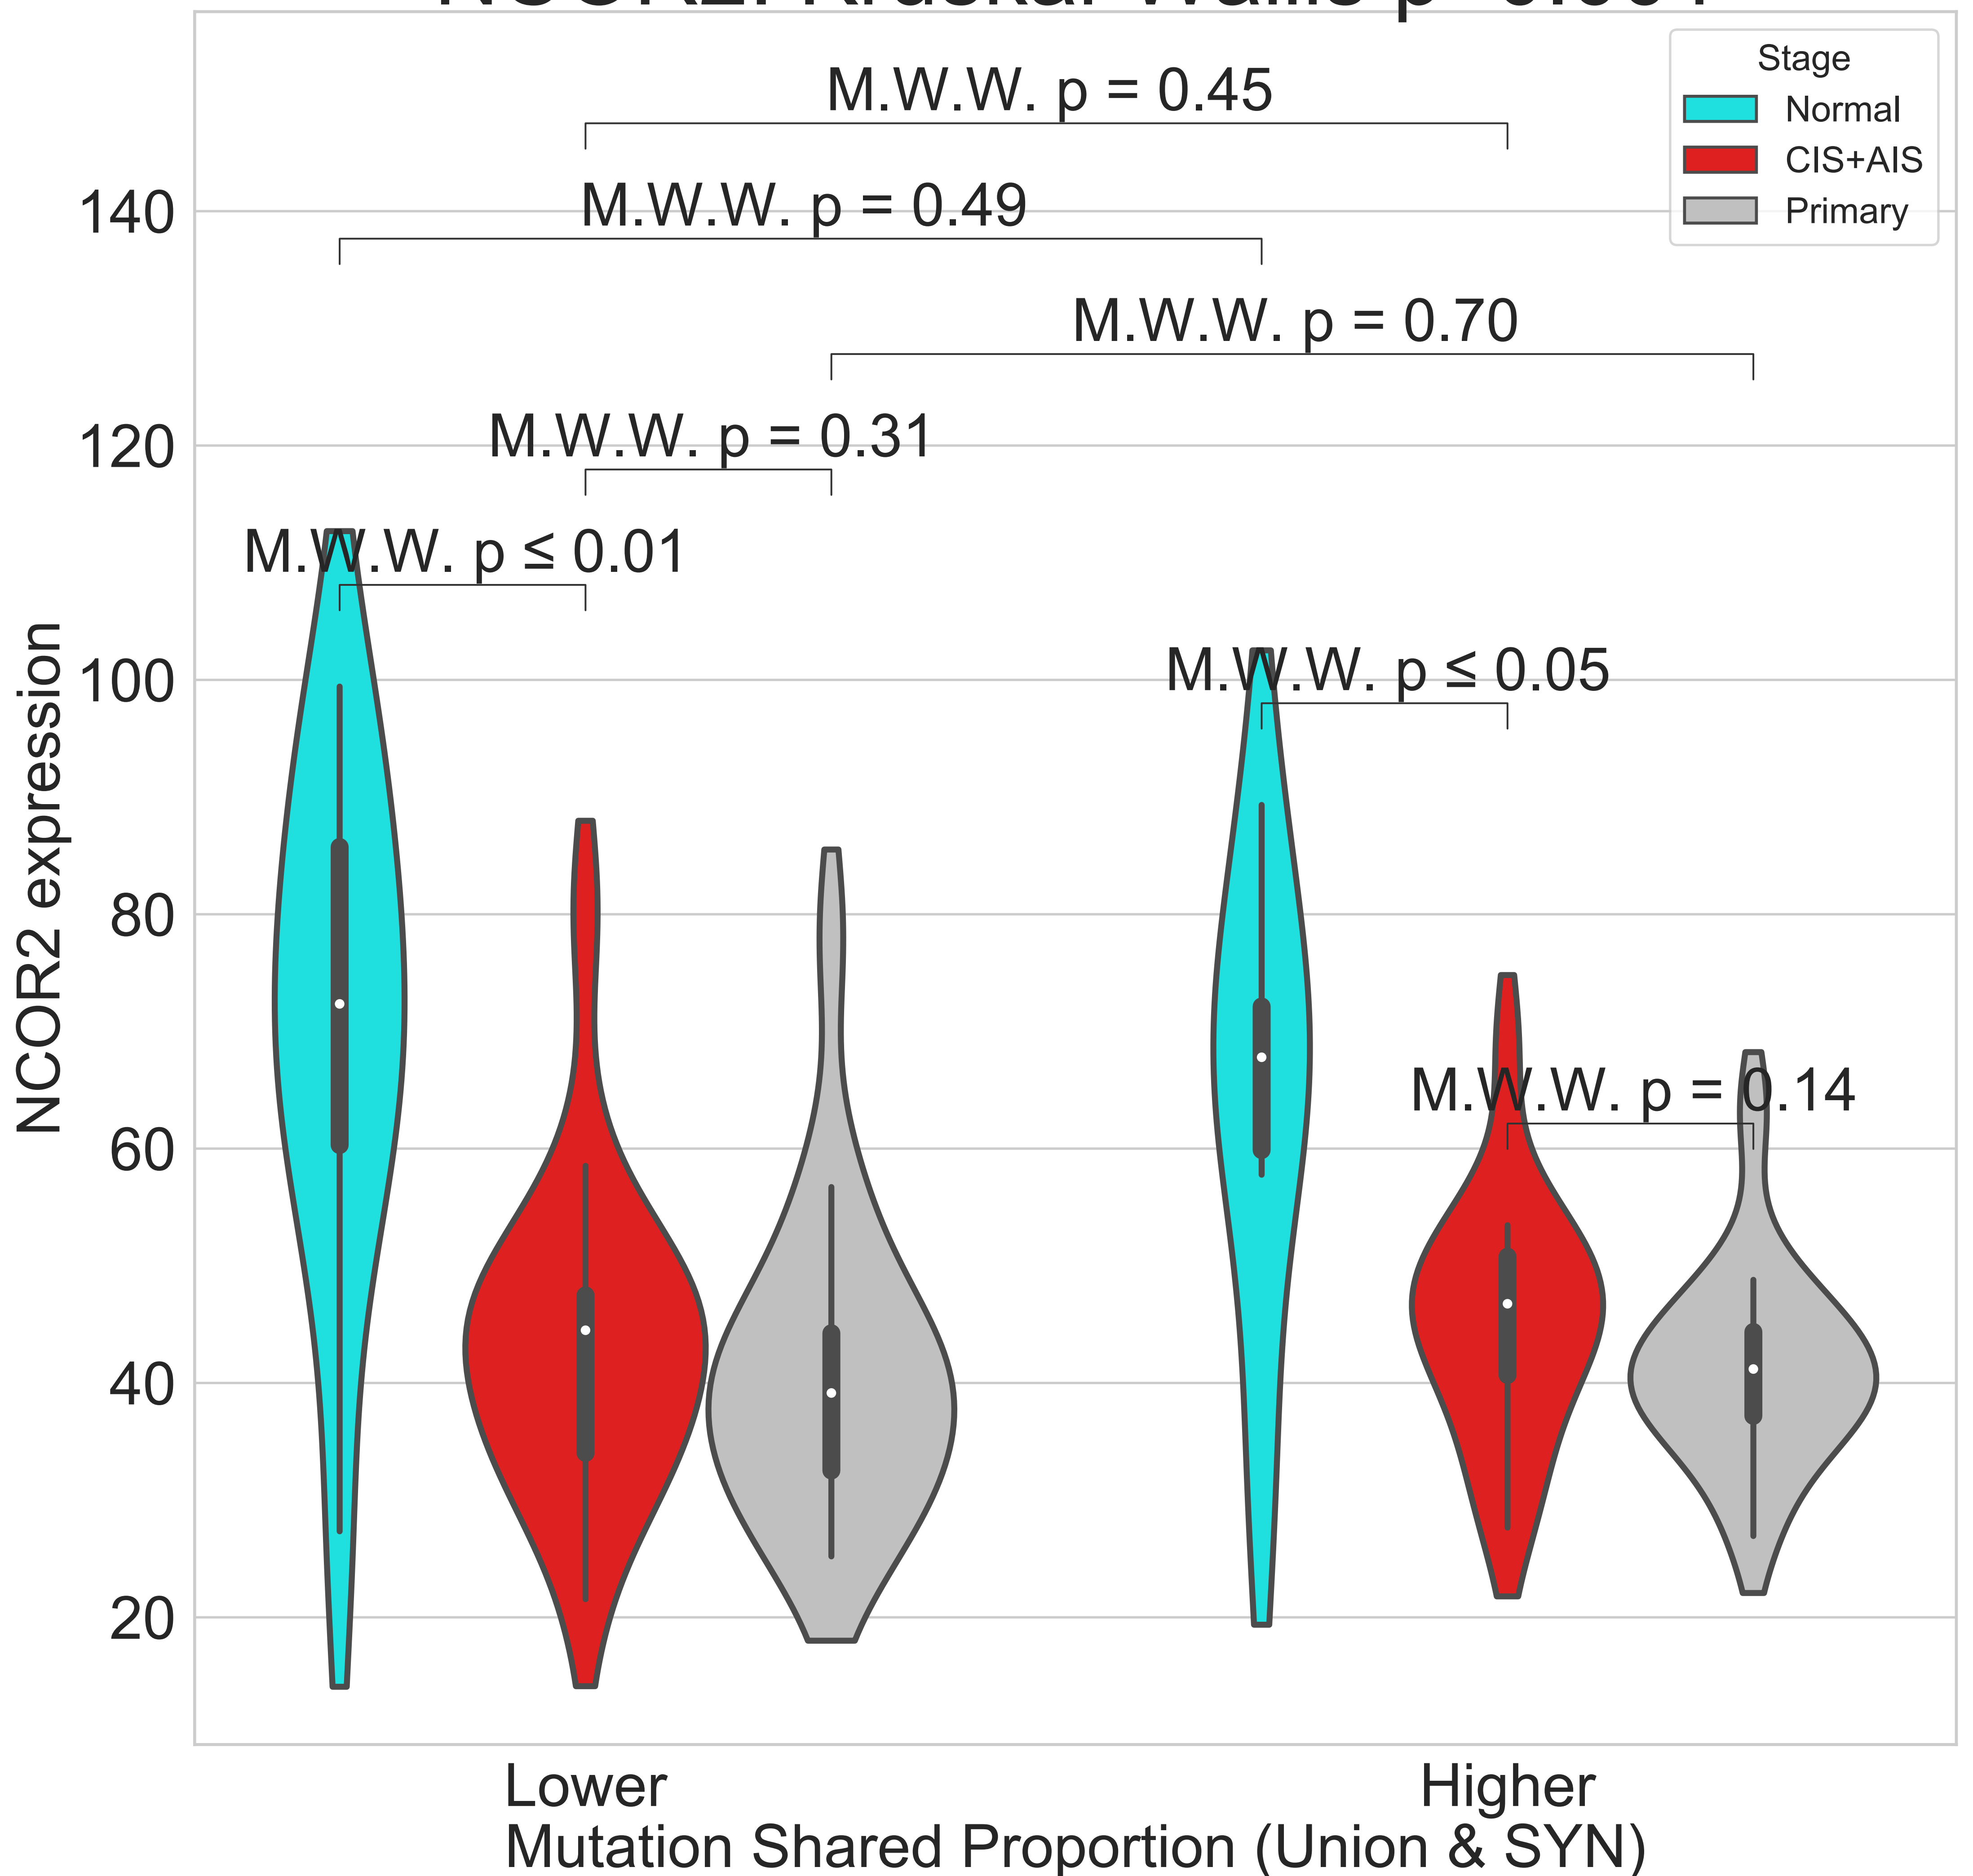 Stage
Normal
CIS+AIS
Primary
M.W.W. p = 0.45
M.W.W. p = 0.49
M.W.W. p = 0.70
M.W.W. p = 0.31
M.W.W. p ≤ 0.01
M.W.W. p ≤ 0.05
M.W.W. p = 0.14
NCOR2 expression
140
120
100
80
60
40
20
Lower
Higher
Mutation Shared Proportion (Union & SYN)